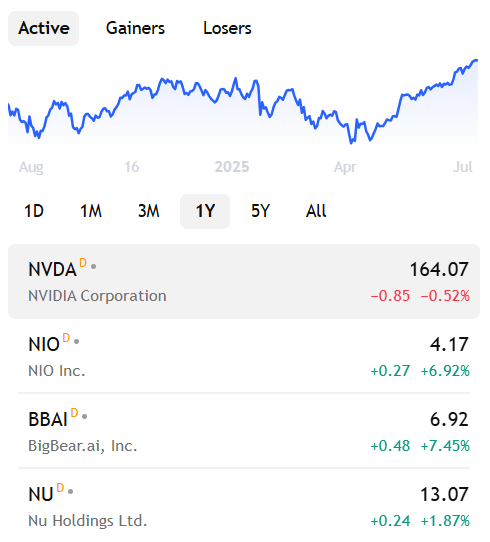 Active Gainers Losers
Aug 16 2025 Apr Jul
1D 1M 3M 1Y 5Y All
NVDA D 164.07
NVIDIA Corporation −0.85 −0.52%
NIO D 4.17
NIO Inc. +0.27 +6.92%
BBAI D 6.92
BigBear.ai, Inc. +0.48 +7.45%
NU D 13.07
Nu Holdings Ltd. +0.24 +1.87%